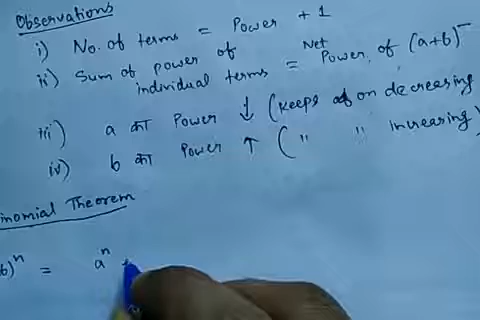 Observations
i) No. of terms = Power + 1
ii) Sum of power of individual terms = Net Power of (a+b)
iii) a का Power ↓ (keeps on decreasing
iv) b का Power ↑ ( " " increasing)
inomial Theorem
b)ⁿ = aⁿ +